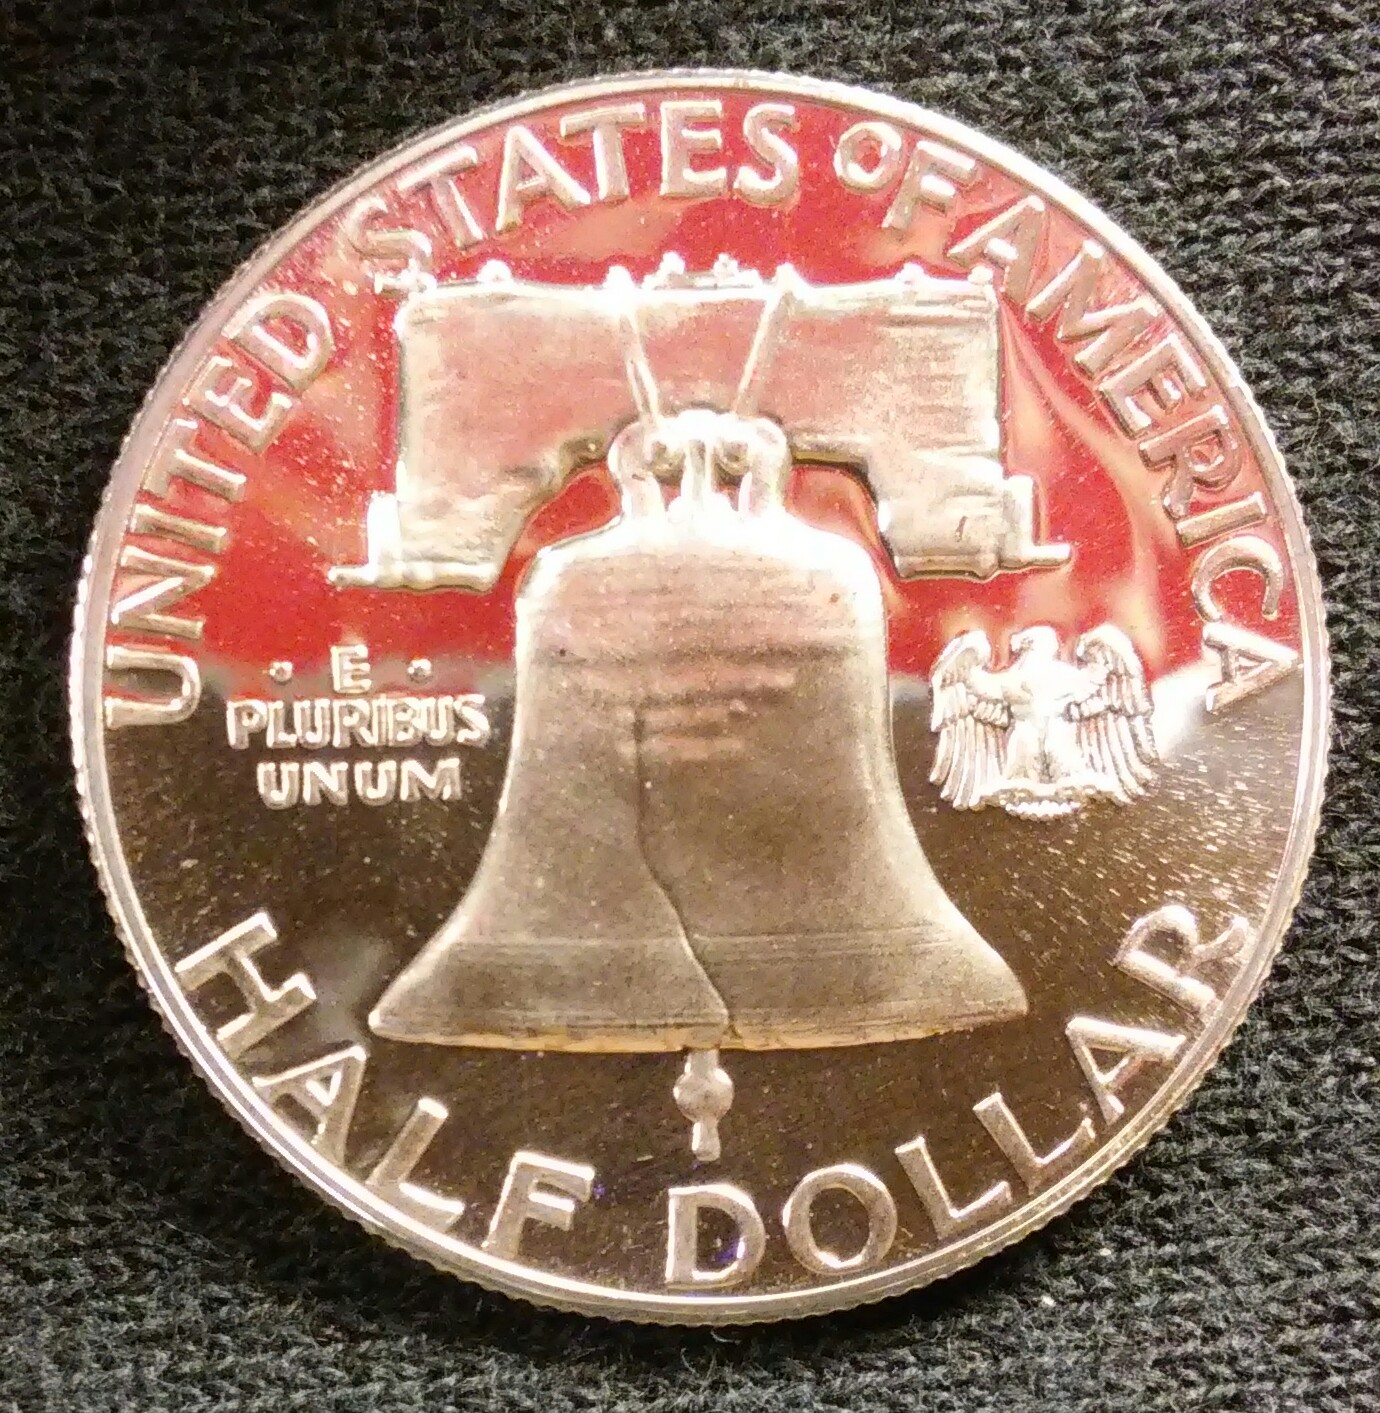 UNITED STATES OF AMERICA
· E ·
PLURIBUS
UNUM
HALF DOLLAR